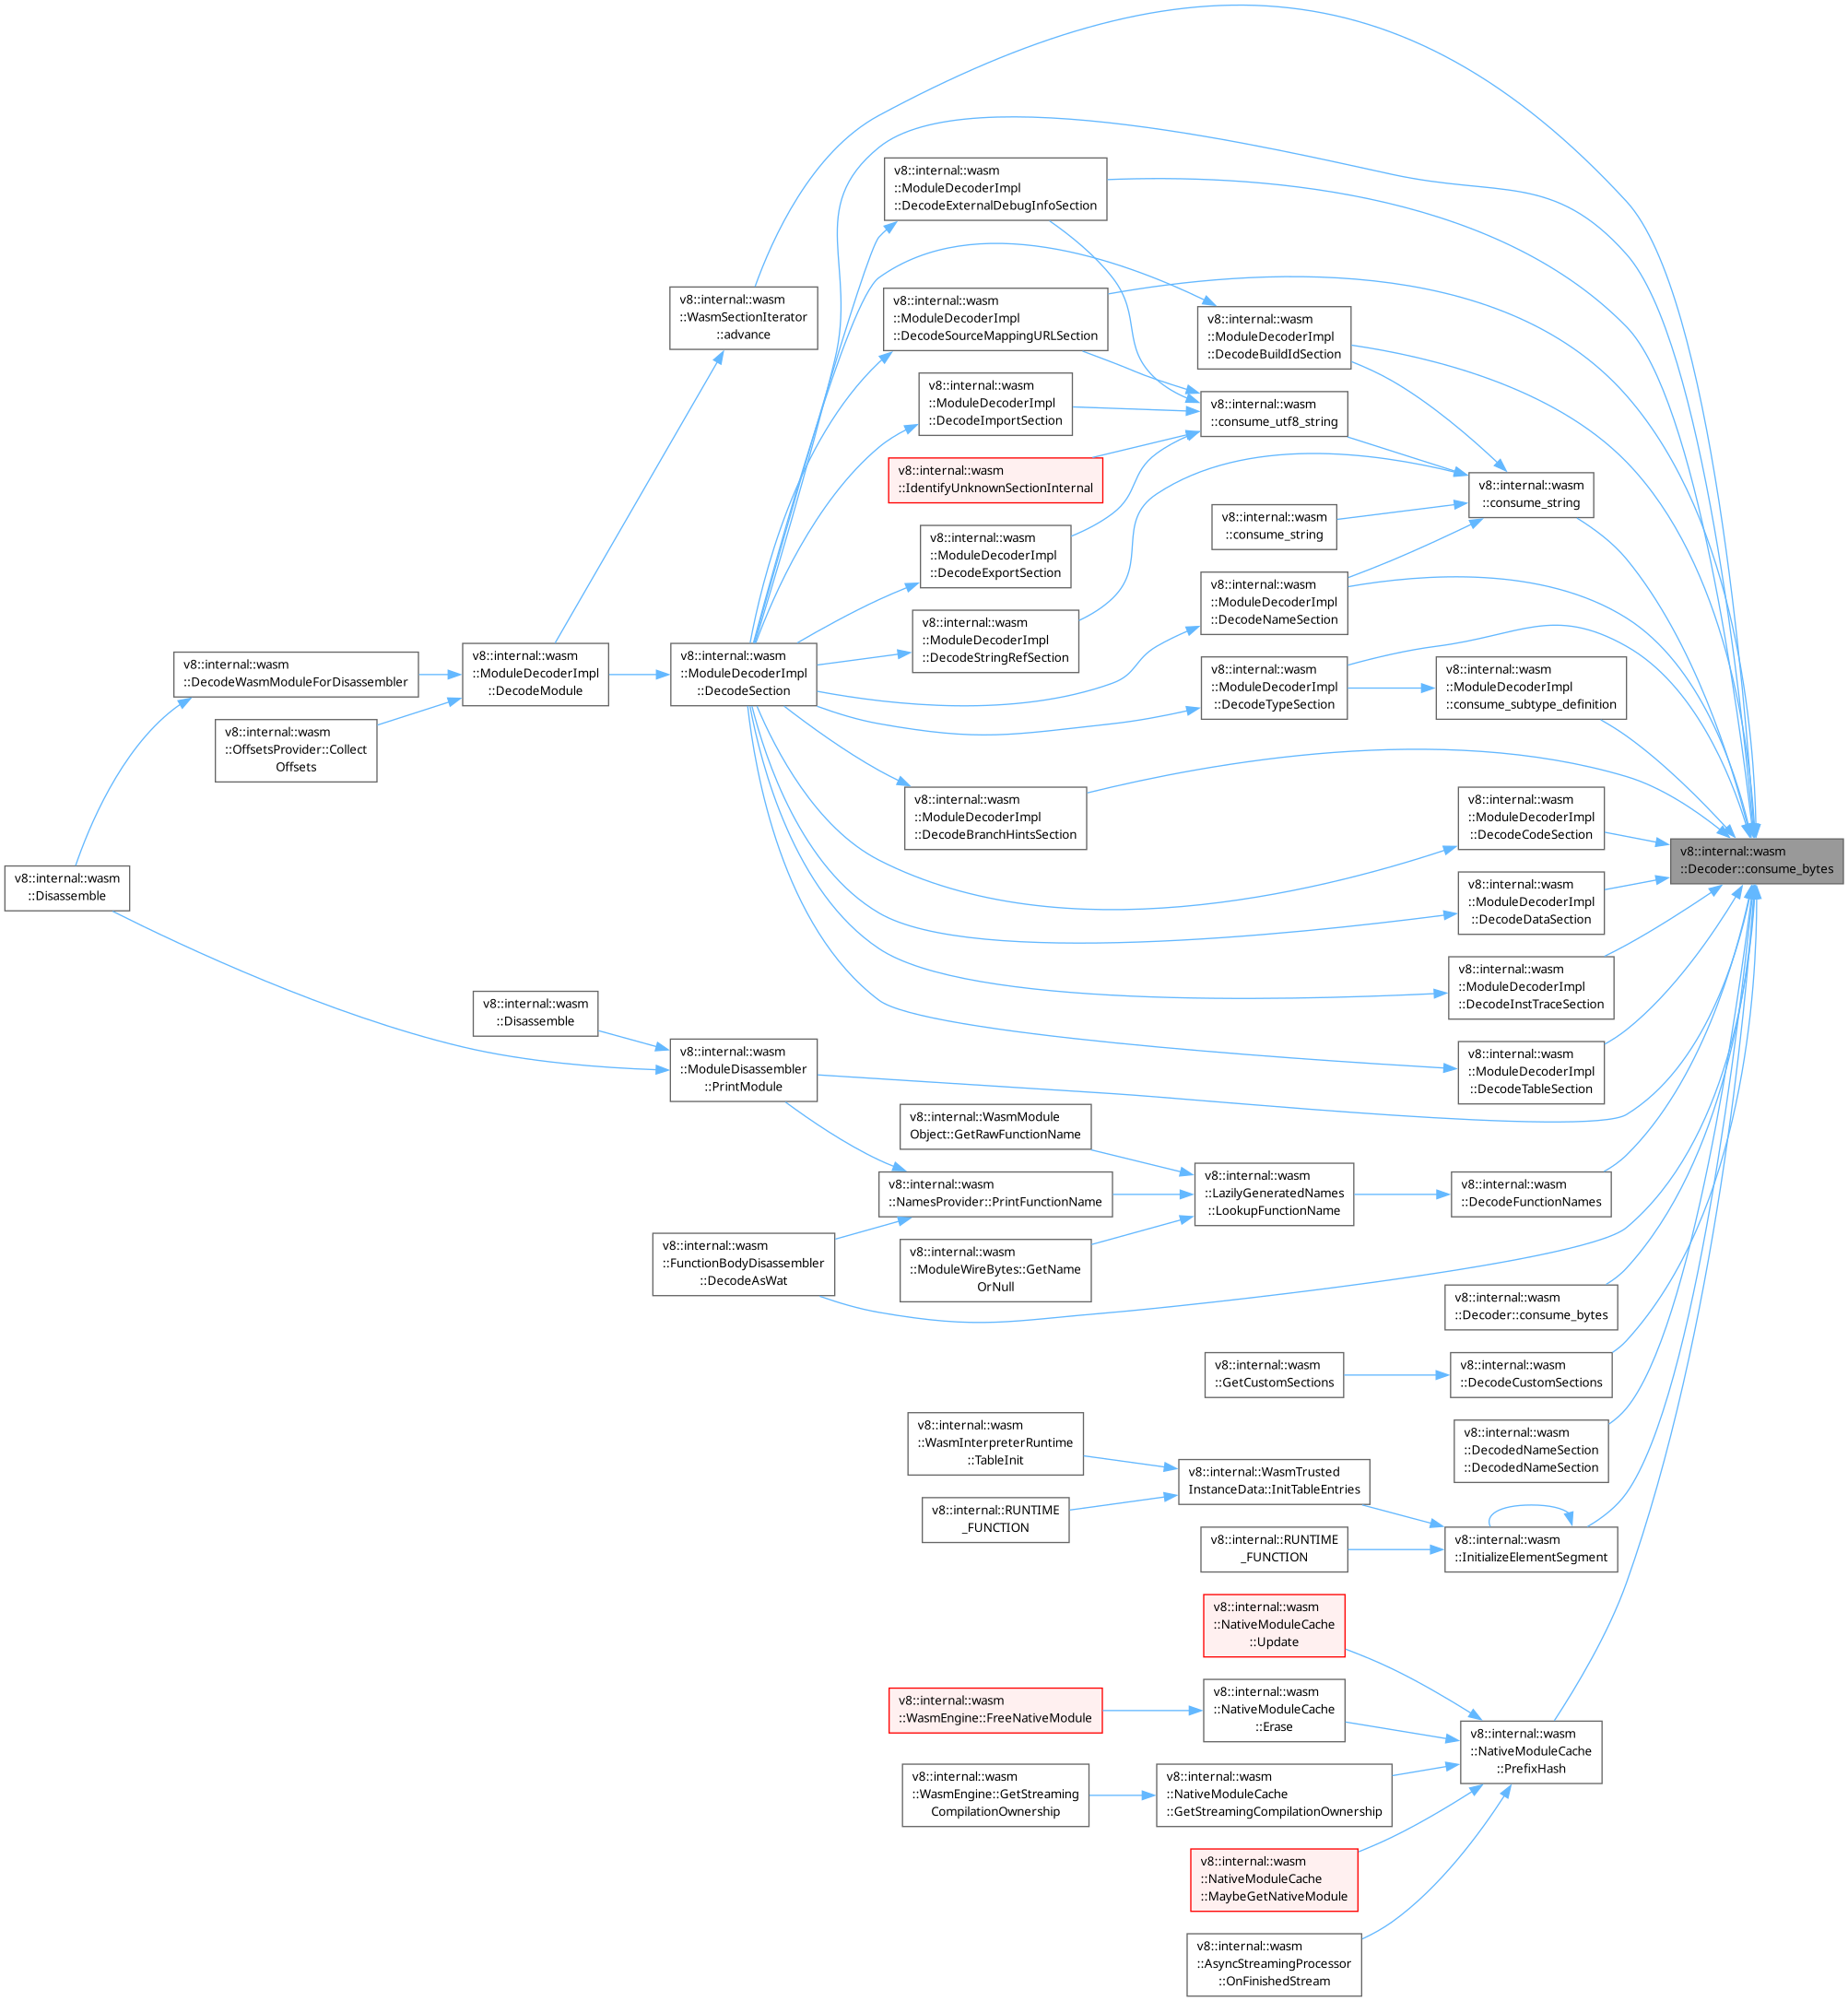 v8::internal::wasm
::ModuleDecoderImpl
::DecodeExternalDebugInfoSection
v8::internal::wasm
::WasmSectionIterator
::advance
v8::internal::wasm
::ModuleDecoderImpl
::DecodeSourceMappingURLSection
v8::internal::wasm
::ModuleDecoderImpl
::DecodeBuildIdSection
v8::internal::wasm
::ModuleDecoderImpl
::DecodeImportSection
v8::internal::wasm
::consume_utf8_string
v8::internal::wasm
::IdentifyUnknownSectionInternal
v8::internal::wasm
::consume_string
v8::internal::wasm
::consume_string
v8::internal::wasm
::ModuleDecoderImpl
::DecodeExportSection
v8::internal::wasm
::ModuleDecoderImpl
::DecodeNameSection
v8::internal::wasm
::ModuleDecoderImpl
::DecodeStringRefSection
v8::internal::wasm
::DecodeWasmModuleForDisassembler
v8::internal::wasm
::ModuleDecoderImpl
::DecodeModule
v8::internal::wasm
::ModuleDecoderImpl
::DecodeSection
v8::internal::wasm
::ModuleDecoderImpl
::DecodeTypeSection
v8::internal::wasm
::ModuleDecoderImpl
::consume_subtype_definition
v8::internal::wasm
::OffsetsProvider::Collect
Offsets
v8::internal::wasm
::ModuleDecoderImpl
::DecodeBranchHintsSection
v8::internal::wasm
::ModuleDecoderImpl
::DecodeCodeSection
v8::internal::wasm
::Decoder::consume_bytes
v8::internal::wasm
::Disassemble
v8::internal::wasm
::ModuleDecoderImpl
::DecodeDataSection
v8::internal::wasm
::ModuleDecoderImpl
::DecodeInstTraceSection
v8::internal::wasm
::Disassemble
v8::internal::wasm
::ModuleDisassembler
::PrintModule
v8::internal::wasm
::ModuleDecoderImpl
::DecodeTableSection
v8::internal::WasmModule
Object::GetRawFunctionName
v8::internal::wasm
::NamesProvider::PrintFunctionName
v8::internal::wasm
::LazilyGeneratedNames
::LookupFunctionName
v8::internal::wasm
::DecodeFunctionNames
v8::internal::wasm
::FunctionBodyDisassembler
::DecodeAsWat
v8::internal::wasm
::ModuleWireBytes::GetName
OrNull
v8::internal::wasm
::Decoder::consume_bytes
v8::internal::wasm
::GetCustomSections
v8::internal::wasm
::DecodeCustomSections
v8::internal::wasm
::WasmInterpreterRuntime
::TableInit
v8::internal::wasm
::DecodedNameSection
::DecodedNameSection
v8::internal::WasmTrusted
InstanceData::InitTableEntries
v8::internal::RUNTIME
_FUNCTION
v8::internal::RUNTIME
_FUNCTION
v8::internal::wasm
::InitializeElementSegment
v8::internal::wasm
::NativeModuleCache
::Update
v8::internal::wasm
::WasmEngine::FreeNativeModule
v8::internal::wasm
::NativeModuleCache
::Erase
v8::internal::wasm
::NativeModuleCache
::PrefixHash
v8::internal::wasm
::WasmEngine::GetStreaming
CompilationOwnership
v8::internal::wasm
::NativeModuleCache
::GetStreamingCompilationOwnership
v8::internal::wasm
::NativeModuleCache
::MaybeGetNativeModule
v8::internal::wasm
::AsyncStreamingProcessor
::OnFinishedStream